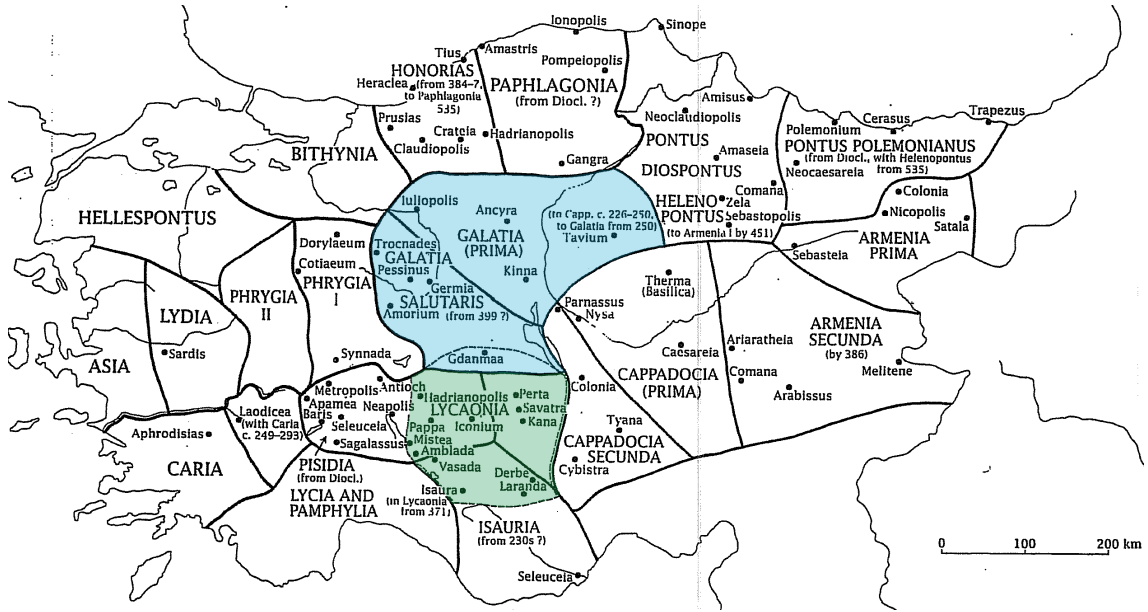 Ionopolis
Sinope
Tius
Amastris
Pompeiopolis
HONORIAS
(from 384-7,
to Paphlagonia
535)
Heraclea
PAPHLAGONIA
(from Diocl. ?)
Amisus
Neoclaudiopolis
Trapezus
Cerasus
Polemonium
Prusias
Crateia
Claudiopolis
Hadrianopolis
PONTUS
PONTUS POLEMONIANUS
(from Diocl., with Helenopontus
from 535)
BITHYNIA
Gangra
Amaseia
DIOSPONTUS
Neocaesareia
Comana
Colonia
Iuliopolis
Ancyra
(to Capp. c. 226-250,
to Galatia from 250)
Tavium
HELENO
PONTUS
Zela
Sebastopolis
(to Armenia I by 451)
Nicopolis
Satala
HELLESPONTUS
GALATIA
(PRIMA)
ARMENIA
PRIMA
Dorylaeum
Trocnades
GALATIA
SALUTARIS
(from 399 ?)
Sebasteia
Cotiaeum
Pessinus
Germia
Kinna
Therma
(Basilica)
PHRYGIA
I
PHRYGIA
II
Amorium
Parnassus
Nysa
LYDIA
ARMENIA
SECUNDA
(by 386)
Sardis
Synnada
Gdanmaa
Caesareia
Ariaratheia
ASIA
CAPPADOCIA
(PRIMA)
Comana
Melitene
Arabissus
Metropolis
Antioch
Colonia
Apamea
Hadrianopolis
Perta
Laodicea
(with Caria
c. 249-293)
Baris
Neapolis
LYCAONIA
Savatra
Seleuceia
Pappa
Iconium
Kana
Tyana
Aphrodisias
Sagalassus
Mistea
CAPPADOCIA
SECUNDA
Amblada
CARIA
PISIDIA
(from Diocl.)
Vasada
Derbe
Cybistra
Laranda
LYCIA AND
PAMPHYLIA
Isaura
(in Lycaonia
from 371)
ISAURIA
(from 230s ?)
Seleuceia
0 100 200 km